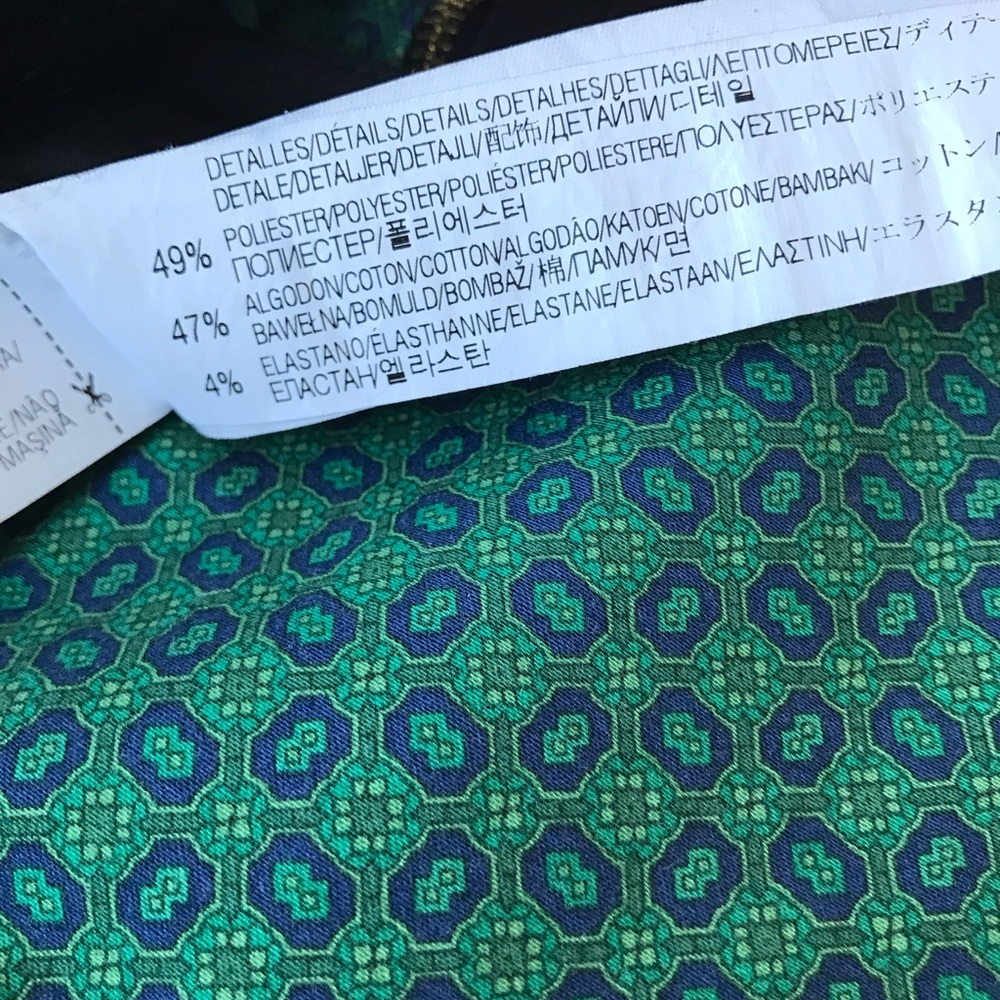 DETALLES/DÉTAILS/DETAILS/DETALHES/DETTAGLI/ΛΕΠΤΟΜΕΡΕΙΕΣ/ディテ
DETALE/DETALJER/DETAJLI/配饰/ДЕТАЙЛИ/디테일
49% POLIESTER/POLYESTER/POLIÉSTER/POLIESTERE/ΠΟΛΥΕΣΤΕΡΑΣ/ポリエステ
ПОЛИЕСТЕР/폴리에스터
47% ALGODON/COTON/COTTON/ALGODÃO/KATOEN/COTONE/BAMBAKI/コットン/
BAWEŁNA/BOMULD/BOMBAŽ/棉/ПАМУК/면
4% ELASTANO/ÉLASTHANNE/ELASTANE/ELASTAAN/ΕΛΑΣΤΙΝΗ/エラスタ
ЕЛАСТАН/엘라스탄
E/NÃO
MAŞINĂ